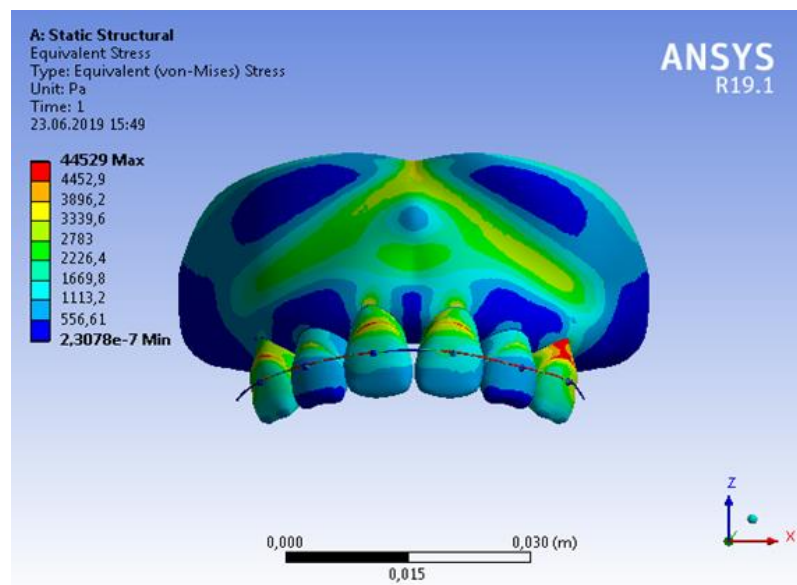 A: Static Structural
Equivalent Stress
Type: Equivalent (von-Mises) Stress
Unit: Pa
Time: 1
23.06.2019 15:49
44529 Max
4452,9
3896,2
3339,6
2783
2226,4
1669,8
1113,2
556,61
2,3078e-7 Min
ANSYS
R19.1
0,000
0,030 (m)
0,015
Z
X